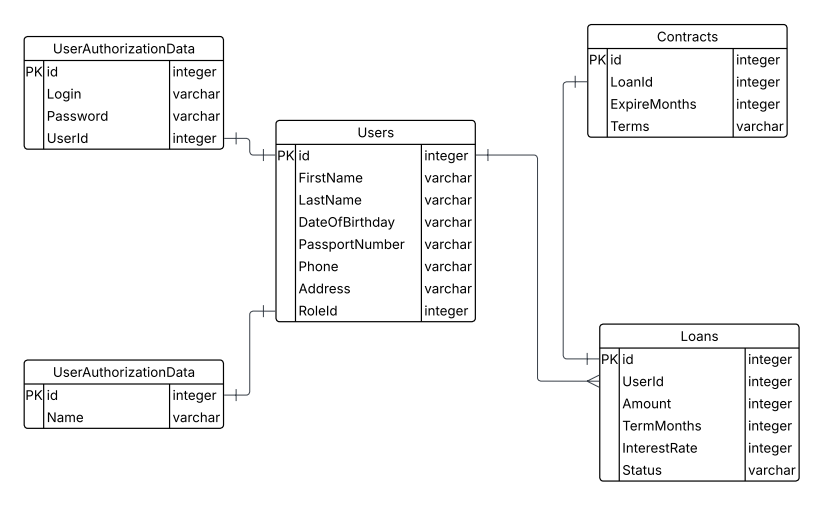 UserAuthorizationData
PK id integer
Login varchar
Password varchar
UserId integer
Users
PK id integer
FirstName varchar
LastName varchar
DateOfBirthday varchar
PassportNumber varchar
Phone varchar
Address varchar
RoleId integer
UserAuthorizationData
PK id integer
Name varchar
Contracts
PK id integer
LoanId integer
ExpireMonths integer
Terms varchar
Loans
PK id integer
UserId integer
Amount integer
TermMonths integer
InterestRate integer
Status varchar